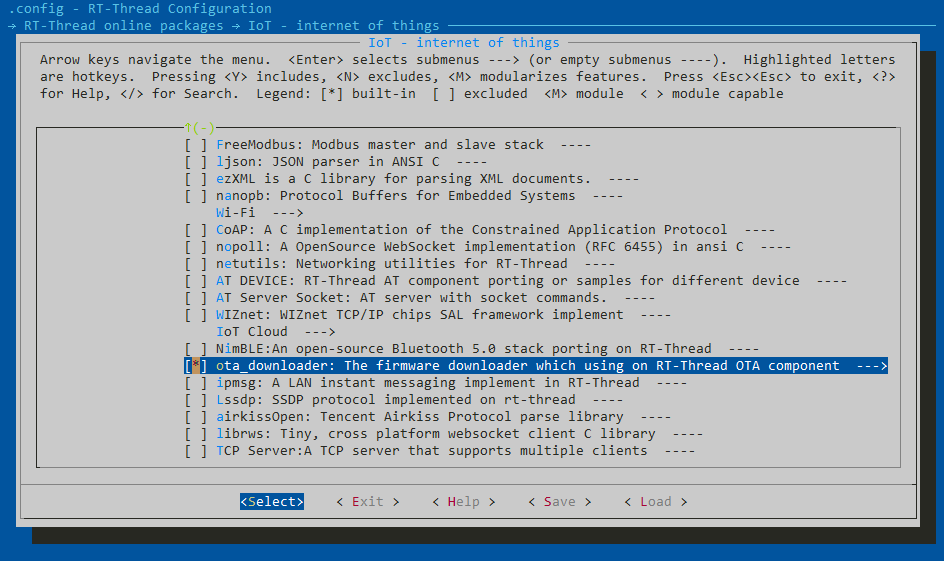 .config - RT-Thread Configuration
→ RT-Thread online packages → IoT - internet of things
IoT - internet of things
Arrow keys navigate the menu.  <Enter> selects submenus ---> (or empty submenus ----).  Highlighted letters
are hotkeys.  Pressing <Y> includes, <N> excludes, <M> modularizes features.  Press <Esc><Esc> to exit, <?>
for Help, </> for Search.  Legend: [*] built-in  [ ] excluded  <M> module  < > module capable
↑(-)
[ ] FreeModbus: Modbus master and slave stack  ----
[ ] ljson: JSON parser in ANSI C  ----
[ ] ezXML is a C library for parsing XML documents.  ----
[ ] nanopb: Protocol Buffers for Embedded Systems  ----
Wi-Fi  --->
[ ] CoAP: A C implementation of the Constrained Application Protocol  ----
[ ] nopoll: A OpenSource WebSocket implementation (RFC 6455) in ansi C  ----
[ ] netutils: Networking utilities for RT-Thread  ----
[ ] AT DEVICE: RT-Thread AT component porting or samples for different device  ----
[ ] AT Server Socket: AT server with socket commands.  ----
[ ] WIZnet: WIZnet TCP/IP chips SAL framework implement  ----
IoT Cloud  --->
[ ] NimBLE:An open-source Bluetooth 5.0 stack porting on RT-Thread  ----
[*] ota_downloader: The firmware downloader which using on RT-Thread OTA component  --->
[ ] ipmsg: A LAN instant messaging implement in RT-Thread  ----
[ ] Lssdp: SSDP protocol implemented on rt-thread  ----
[ ] airkissOpen: Tencent Airkiss Protocol parse library  ----
[ ] librws: Tiny, cross platform websocket client C library  ----
[ ] TCP Server:A TCP server that supports multiple clients  ----
<Select>    < Exit >    < Help >    < Save >    < Load >